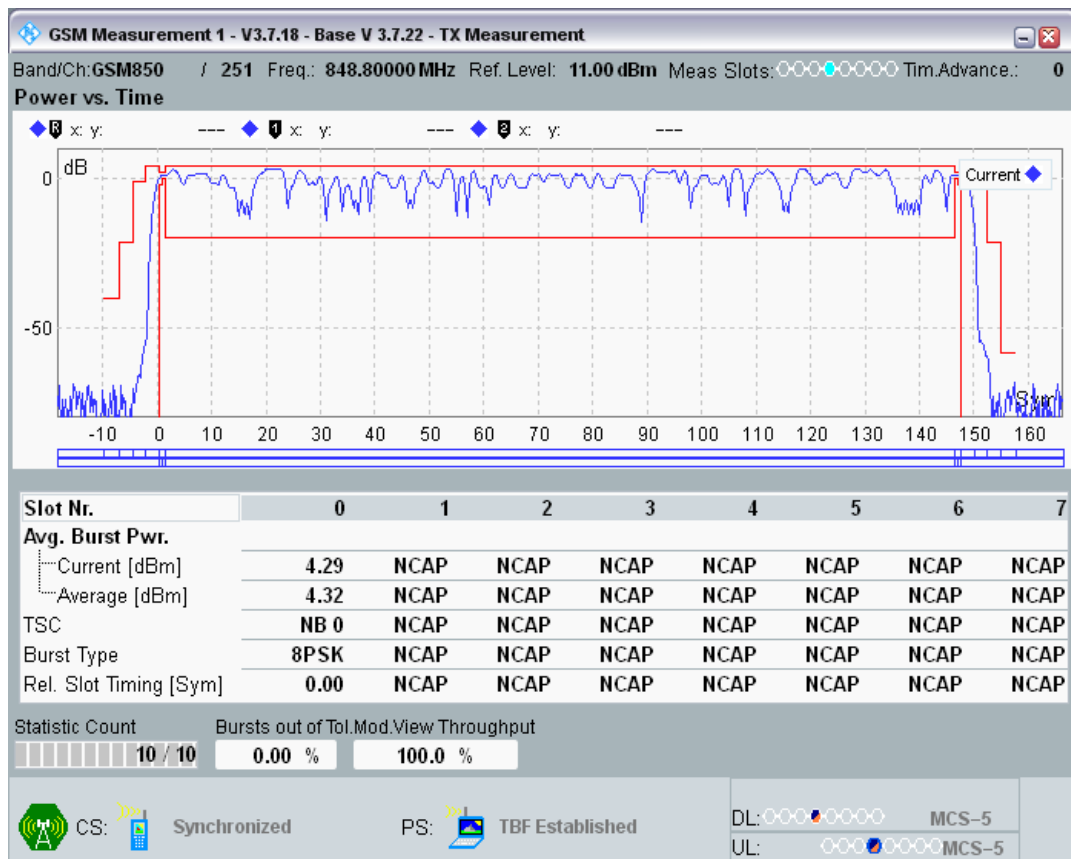 GSM Measurement 1 - V3.7.18 - Base V 3.7.22 - TX Measurement
Band/Ch:GSM850 / 251 Freq.: 848.80000 MHz Ref. Level: 11.00 dBm Meas Slots: Tim.Advance.: 0
Power vs. Time
R x: y: --- 1 x: y: --- 2 x: y: ---
dB
Current
0
-50
Sym
-10 0 10 20 30 40 50 60 70 80 90 100 110 120 130 140 150 160
Slot Nr. 0 1 2 3 4 5 6 7
Avg. Burst Pwr.
Current [dBm] 4.29 NCAP NCAP NCAP NCAP NCAP NCAP NCAP
Average [dBm] 4.32 NCAP NCAP NCAP NCAP NCAP NCAP NCAP
TSC NB 0 NCAP NCAP NCAP NCAP NCAP NCAP NCAP
Burst Type 8PSK NCAP NCAP NCAP NCAP NCAP NCAP NCAP
Rel. Slot Timing [Sym] 0.00 NCAP NCAP NCAP NCAP NCAP NCAP NCAP
Statistic Count Bursts out of Tol.Mod.View Throughput
10 / 10 0.00 % 100.0 %
CS: Synchronized PS: TBF Established
DL: MCS-5
UL: MCS-5